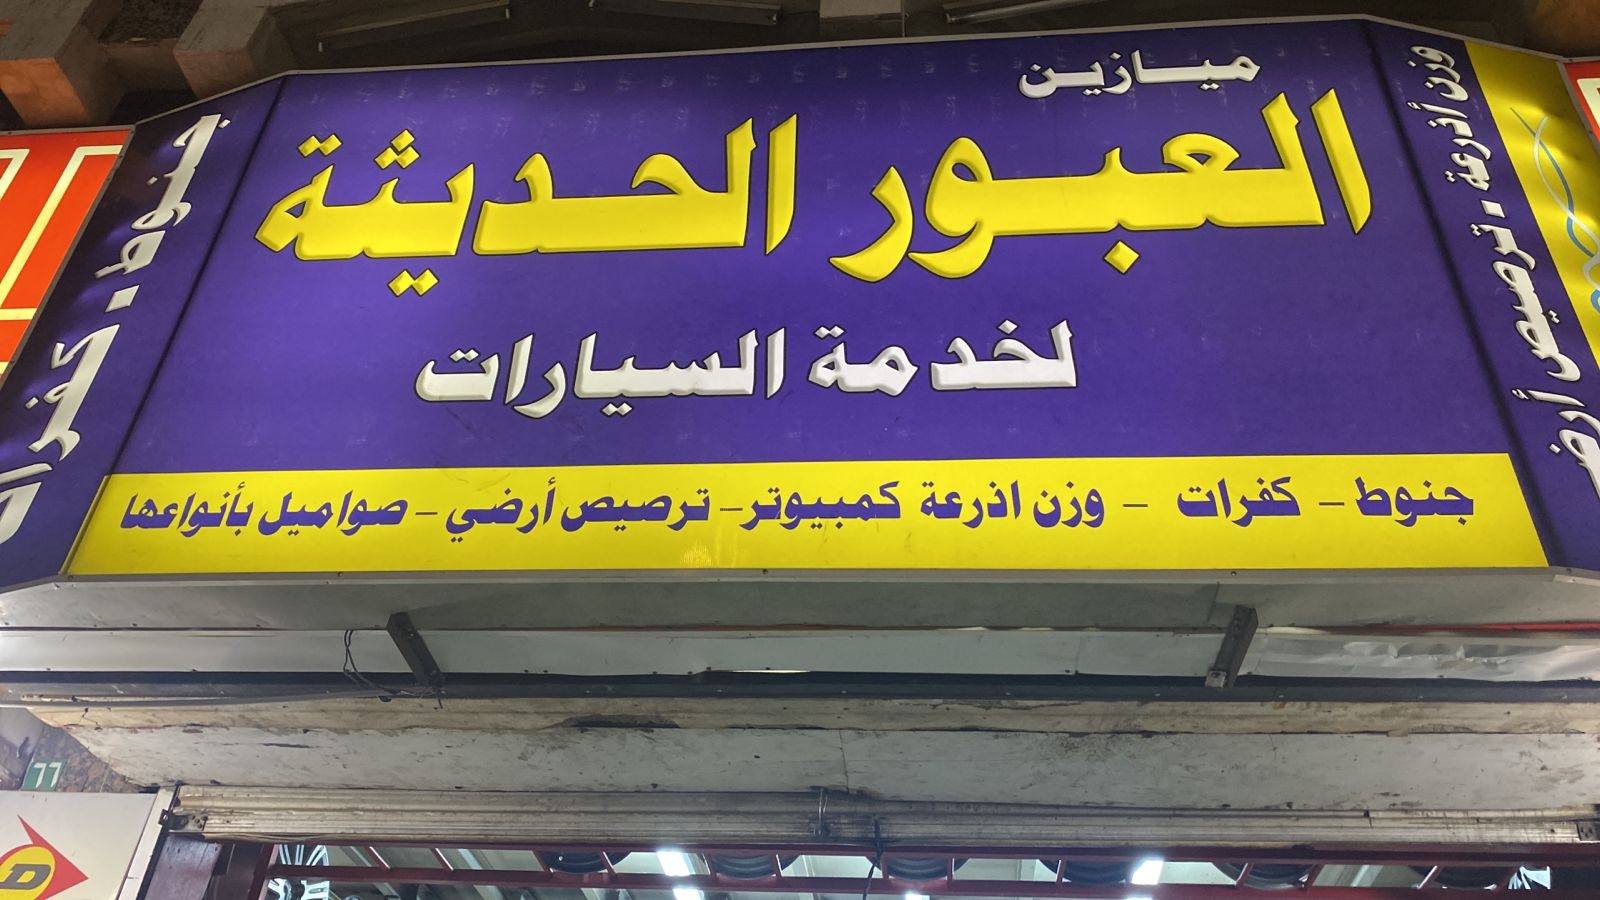 ميازين
العبور الحديثة
لخدمة السيارات
جنوط - كفرات - وزن اذرعة كمبيوتر - ترصيص أرضي - صواميل بأنواعها
وزن أذرعة . ترصيص
جنوط . كفرات
77
D